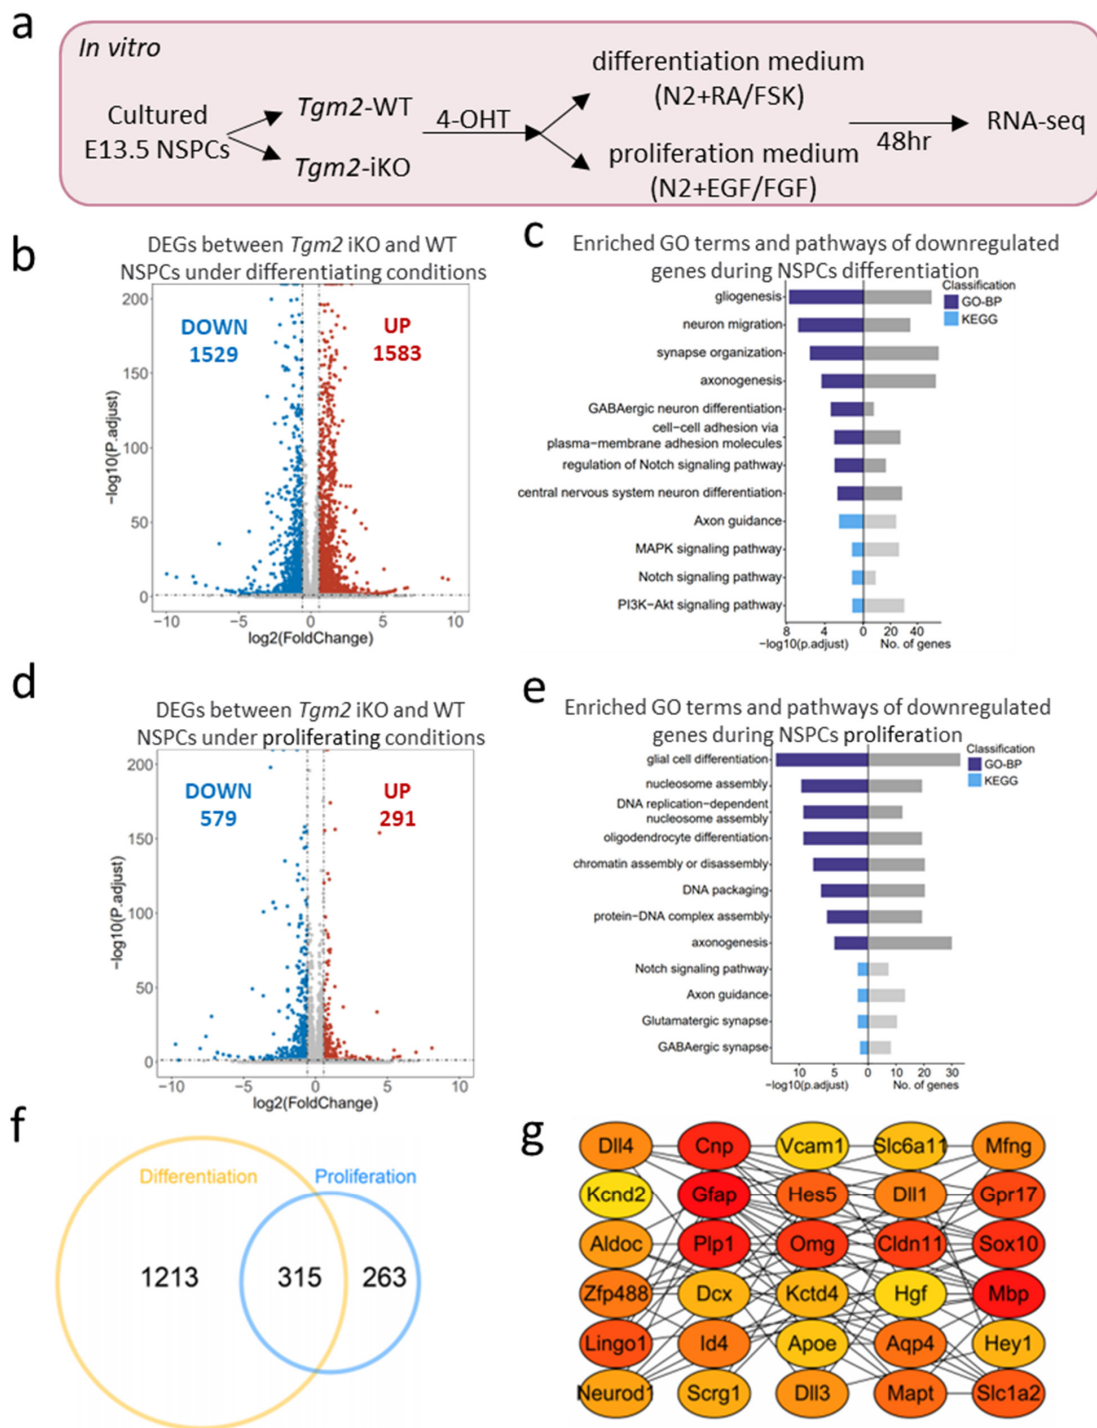 a
In vitro
Cultured
E13.5 NSPCs
Tgm2-WT
Tgm2-iKO
4-OHT
differentiation medium
(N2+RA/FSK)
proliferation medium
(N2+EGF/FGF)
48hr
RNA-seq
b
DEGs between Tgm2 iKO and WT
NSPCs under differentiating conditions
DOWN
1529
UP
1583
200
150
100
50
0
−log10(P.adjust)
−10 −5 0 5 10
log2(FoldChange)
c
Enriched GO terms and pathways of downregulated
genes during NSPCs differentiation
Classification
GO-BP
KEGG
gliogenesis
neuron migration
synapse organization
axonogenesis
GABAergic neuron differentiation
cell−cell adhesion via
plasma−membrane adhesion molecules
regulation of Notch signaling pathway
central nervous system neuron differentiation
Axon guidance
MAPK signaling pathway
Notch signaling pathway
PI3K−Akt signaling pathway
8 4 0 20 40
−log10(p.adjust) No. of genes
d
DEGs between Tgm2 iKO and WT
NSPCs under proliferating conditions
DOWN
579
UP
291
200
150
100
50
0
−log10(P.adjust)
−10 −5 0 5 10
log2(FoldChange)
e
Enriched GO terms and pathways of downregulated
genes during NSPCs proliferation
Classification
GO-BP
KEGG
glial cell differentiation
nucleosome assembly
DNA replication−dependent
nucleosome assembly
oligodendrocyte differentiation
chromatin assembly or disassembly
DNA packaging
protein−DNA complex assembly
axonogenesis
Notch signaling pathway
Axon guidance
Glutamatergic synapse
GABAergic synapse
10 5 0 10 20 30
−log10(p.adjust) No. of genes
f
Differentiation
Proliferation
1213 315 263
g
Dll4 Cnp Vcam1 Slc6a11 Mfng
Kcnd2 Gfap Hes5 Dll1 Gpr17
Aldoc Plp1 Omg Cldn11 Sox10
Zfp488 Dcx Kctd4 Hgf Mbp
Lingo1 Id4 Apoe Aqp4 Hey1
Neurod1 Scrg1 Dll3 Mapt Slc1a2